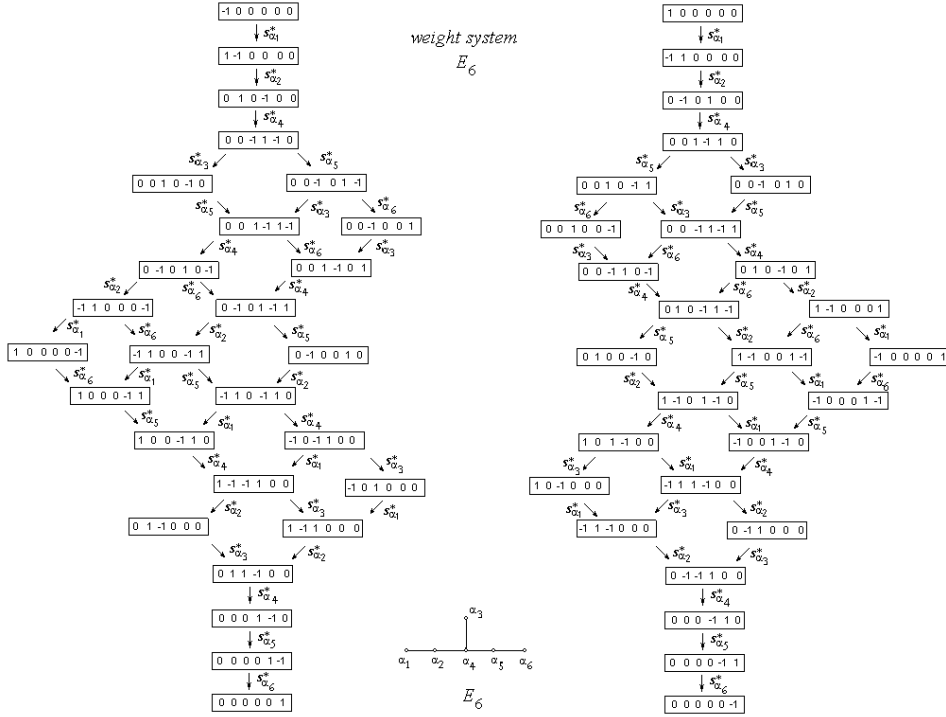 -1 0 0 0 0 0
s*α1
1 -1 0 0 0 0
s*α2
0 1 0 -1 0 0
s*α4
0 0 -1 1 -1 0
s*α3 s*α5
0 0 1 0 -1 0
0 0 -1 0 1 -1
s*α5 s*α3 s*α6
0 0 1 1 -1 -1
0 0 -1 0 0 1
s*α4 s*α6 s*α3
0 -1 0 1 0 -1
0 0 1 -1 0 1
s*α2 s*α6 s*α4
-1 1 0 0 0 -1
0 -1 0 1 -1 1
s*α1 s*α6 s*α2 s*α5
1 0 0 0 0 -1
-1 1 0 0 -1 1
0 -1 0 0 1 0
s*α6 s*α1 s*α5 s*α2
1 0 0 0 -1 1
-1 1 0 -1 1 0
s*α5 s*α1 s*α4
1 0 0 -1 1 0
-1 0 -1 1 0 0
s*α4 s*α1 s*α3
1 -1 -1 1 0 0
-1 0 1 0 0 0
s*α2 s*α3 s*α1
0 1 -1 0 0 0
1 -1 1 0 0 0
s*α3 s*α2
0 1 1 -1 0 0
s*α4
0 0 0 1 -1 0
s*α5
0 0 0 0 1 -1
s*α6
0 0 0 0 0 1
weight system
E6
1 0 0 0 0 0
s*α1
-1 1 0 0 0 0
s*α2
0 -1 0 1 0 0
s*α4
0 0 1 -1 1 0
s*α5 s*α3
0 0 1 0 -1 1
0 0 -1 0 1 0
s*α6 s*α3 s*α5
0 0 1 0 0 -1
0 0 -1 1 -1 1
s*α3 s*α6 s*α4
0 0 -1 1 0 -1
0 1 0 -1 0 1
s*α4 s*α6 s*α2
0 1 0 -1 1 -1
1 -1 0 0 0 1
s*α5 s*α2 s*α6 s*α1
0 1 0 0 -1 0
1 -1 0 0 1 -1
-1 0 0 0 0 1
s*α2 s*α5 s*α1 s*α6
1 -1 0 1 -1 0
-1 0 0 0 1 -1
s*α4 s*α1 s*α5
1 0 1 -1 0 0
-1 0 0 1 -1 0
s*α3 s*α1 s*α4
1 0 -1 0 0 0
-1 1 1 -1 0 0
s*α1 s*α3 s*α2
-1 1 -1 0 0 0
0 -1 1 0 0 0
s*α2 s*α3
0 -1 -1 1 0 0
s*α4
0 0 0 -1 1 0
s*α5
0 0 0 0 -1 1
s*α6
0 0 0 0 0 -1
α3
α1 α2 α4 α5 α6
E6